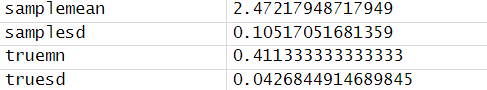 samplemean 2.47217948717949
samplesd 0.10517051681359
truemn 0.411333333333333
truesd 0.0426844914689845